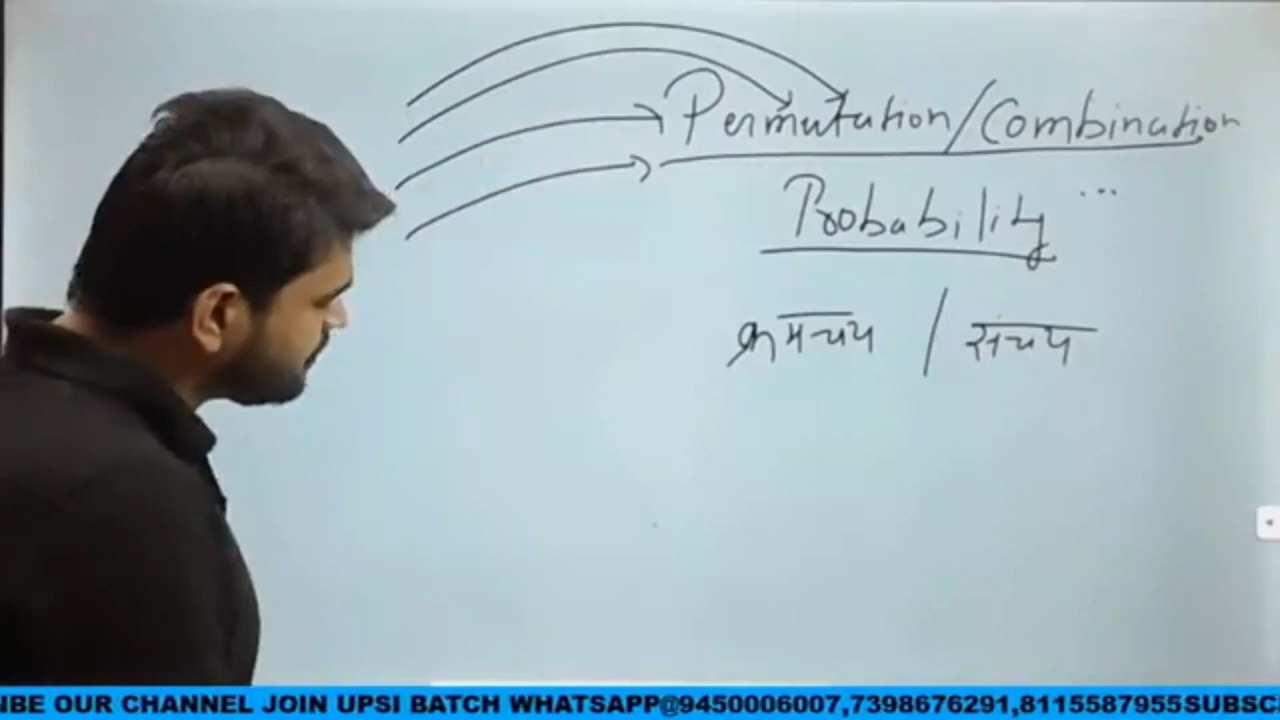 Permutation/Combination
Probability ...
क्रमचय / संचय
NBE OUR CHANNEL JOIN UPSI BATCH WHATSAPP@9450006007,7398676291,8115587955SUBSC